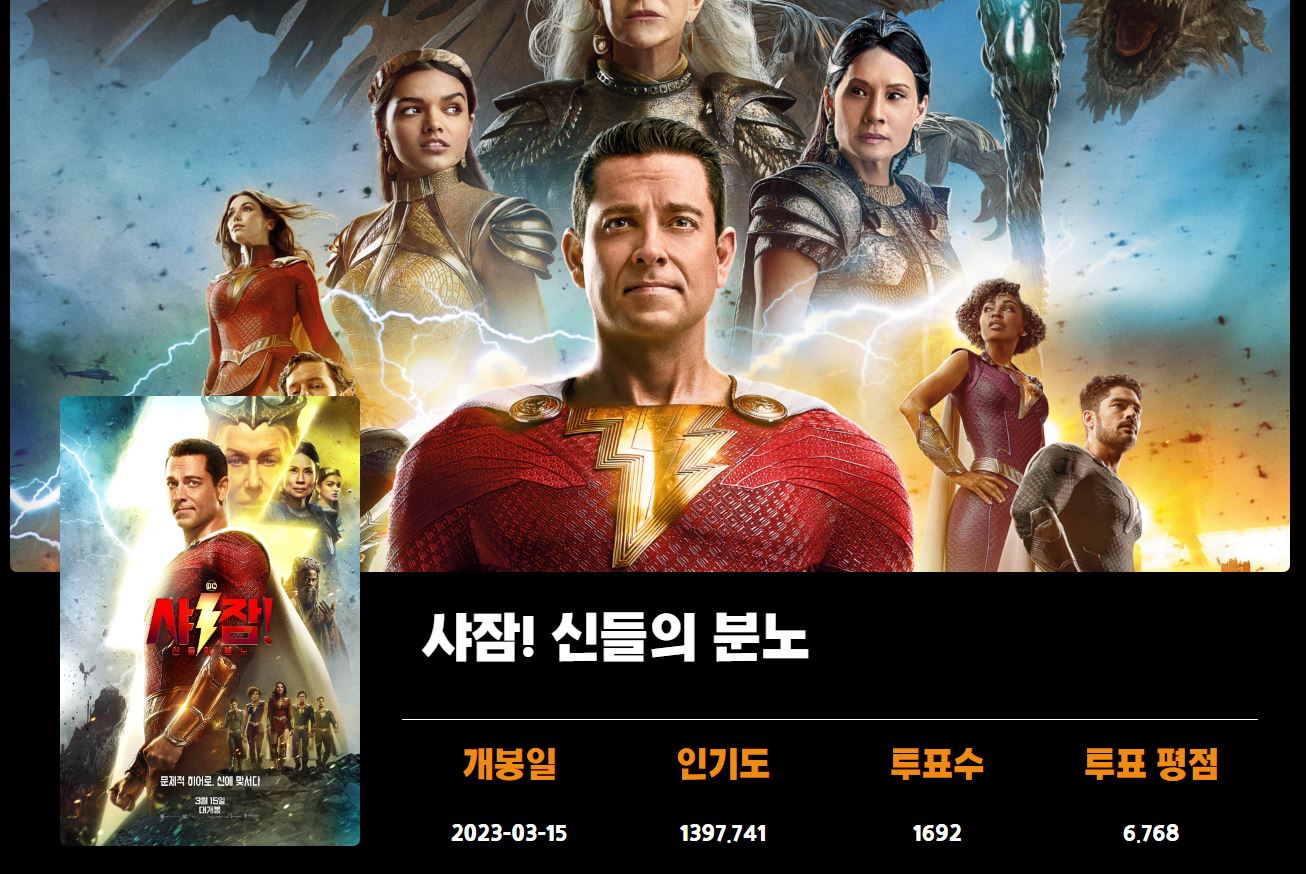 DC
샤잠!
신들의 분노
문제적 히어로, 신에 맞서다
3월 15일
대개봉
샤잠! 신들의 분노
개봉일 인기도 투표수 투표 평점
2023-03-15 1397.741 1692 6.768